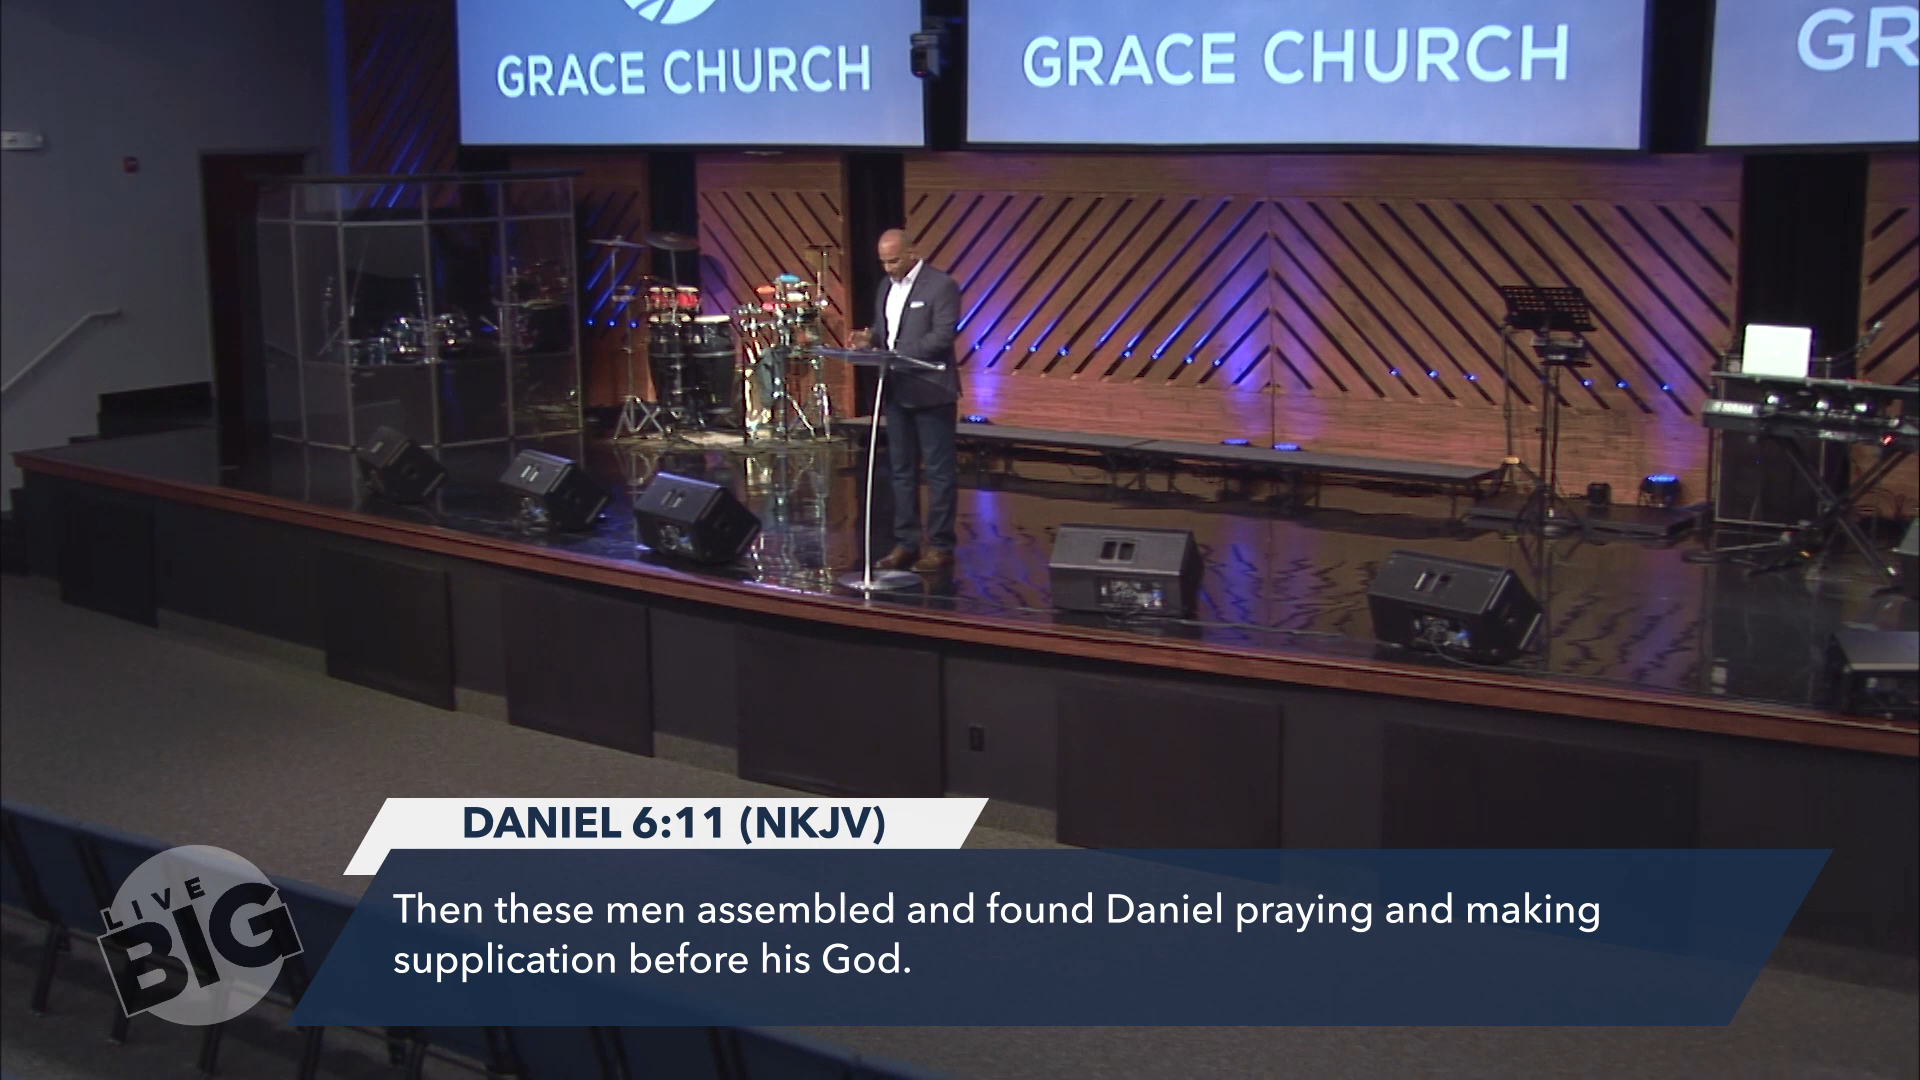 GRACE CHURCH
GRACE CHURCH
GR
DANIEL 6:11 (NKJV)
Then these men assembled and found Daniel praying and making
supplication before his God.
LIVE
BIG